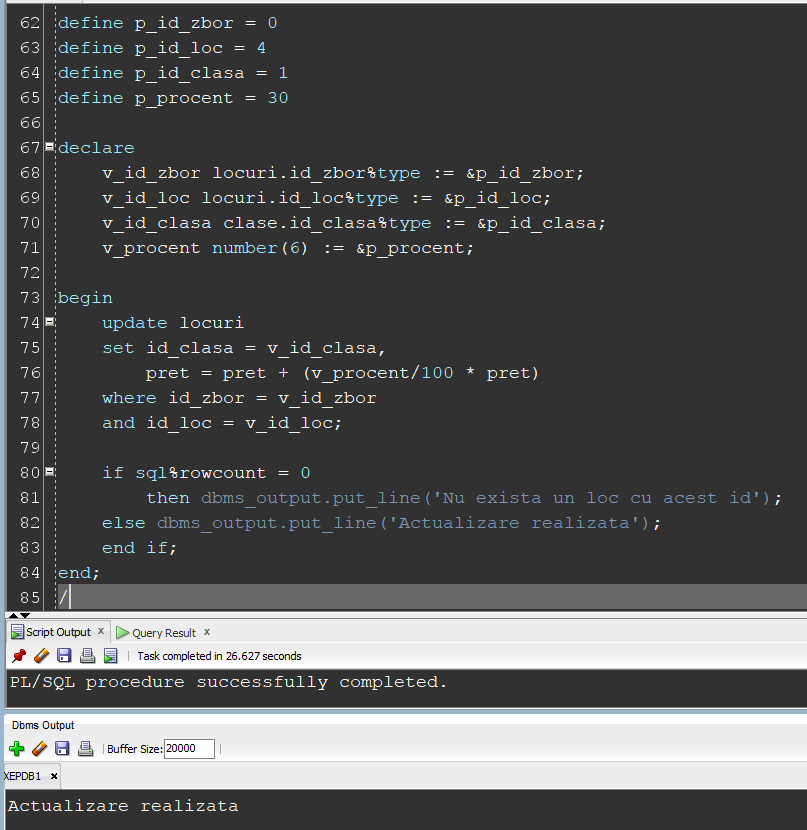 62 define p_id_zbor = 0
63 define p_id_loc = 4
64 define p_id_clasa = 1
65 define p_procent = 30
66
67 declare
68     v_id_zbor locuri.id_zbor%type := &p_id_zbor;
69     v_id_loc locuri.id_loc%type := &p_id_loc;
70     v_id_clasa clase.id_clasa%type := &p_id_clasa;
71     v_procent number(6) := &p_procent;
72
73 begin
74     update locuri
75     set id_clasa = v_id_clasa,
76         pret = pret + (v_procent/100 * pret)
77     where id_zbor = v_id_zbor
78     and id_loc = v_id_loc;
79
80     if sql%rowcount = 0
81         then dbms_output.put_line('Nu exista un loc cu acest id');
82     else dbms_output.put_line('Actualizare realizata');
83     end if;
84 end;
85 /
Script Output x Query Result x
Task completed in 26.627 seconds
PL/SQL procedure successfully completed.
Dbms Output
Buffer Size: 20000
XEPDB1 x
Actualizare realizata